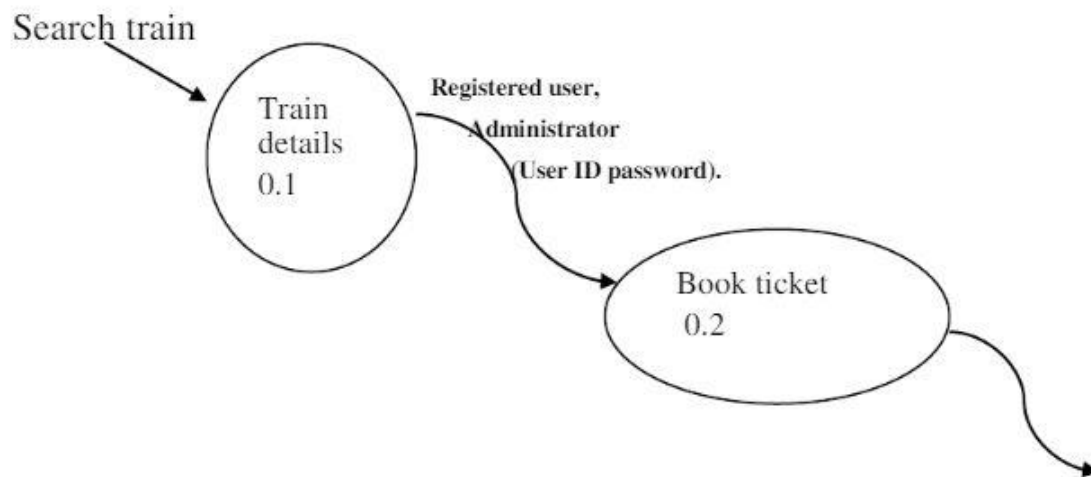 Search train
Train
details
0.1
Registered user,
Administrator
(User ID password).
Book ticket
0.2